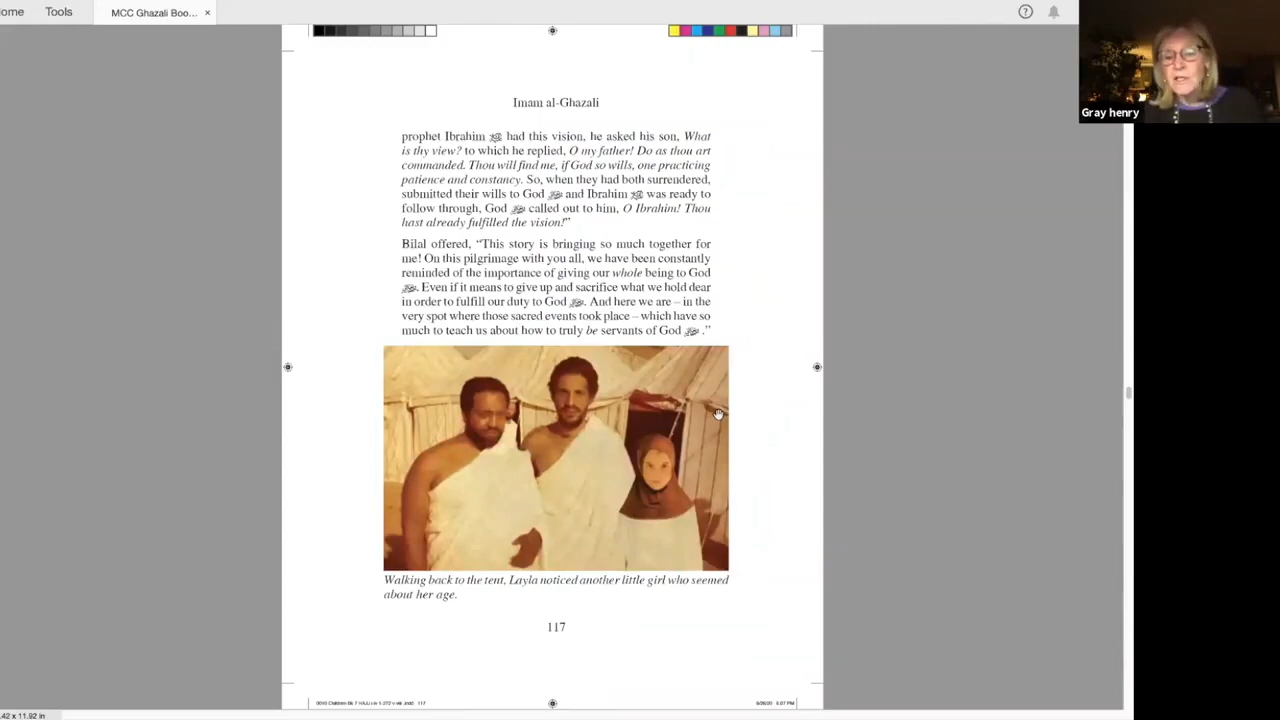 ome
Tools
MCC Ghazali Boo... ×
?
Gray henry
Imam al-Ghazali
prophet Ibrahim ﷺ had this vision, he asked his son, What
is thy view? to which he replied, O my father! Do as thou art
commanded. Thou will find me, if God so wills, one practicing
patience and constancy. So, when they had both surrendered,
submitted their wills to God and Ibrahim was ready to
follow through, God called out to him, O Ibrahim! Thou
hast already fulfilled the vision!”
Bilal offered, “This story is bringing so much together for
me! On this pilgrimage with you all, we have been constantly
reminded of the importance of giving our whole being to God
. Even if it means to give up and sacrifice what we hold dear
in order to fulfill our duty to God . And here we are – in the
very spot where those sacred events took place – which have so
much to teach us about how to truly be servants of God .”
Walking back to the tent, Layla noticed another little girl who seemed
about her age.
117
.42 x 11.92 in